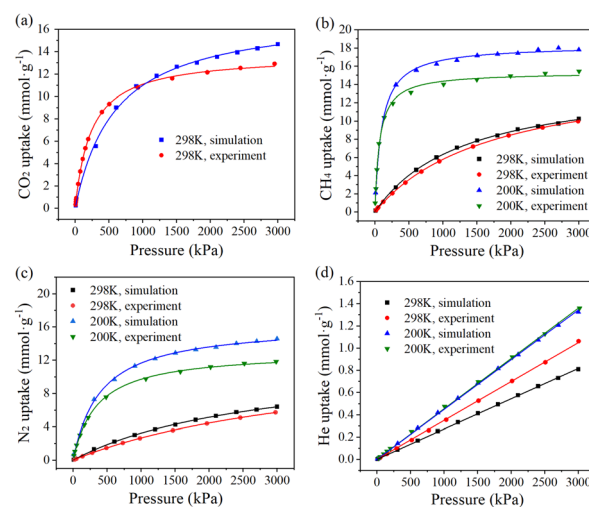 (a)
CO2 uptake (mmol·g-1)
16
14
12
10
8
6
4
2
0
298K, simulation
298K, experiment
0 500 1000 1500 2000 2500 3000
Pressure (kPa)
(b)
CH4 uptake (mmol·g-1)
20
18
16
14
12
10
8
6
4
2
0
298K, simulation
298K, experiment
200K, simulation
200K, experiment
0 500 1000 1500 2000 2500 3000
Pressure (kPa)
(c)
N2 uptake (mmol·g-1)
16
12
8
4
0
298K, simulation
298K, experiment
200K, simulation
200K, experiment
0 500 1000 1500 2000 2500 3000
Pressure (kPa)
(d)
He uptake (mmol·g-1)
1.6
1.4
1.2
1.0
0.8
0.6
0.4
0.2
0.0
298K, simulation
298K, experiment
200K, simulation
200K, experiment
0 500 1000 1500 2000 2500 3000
Pressure (kPa)